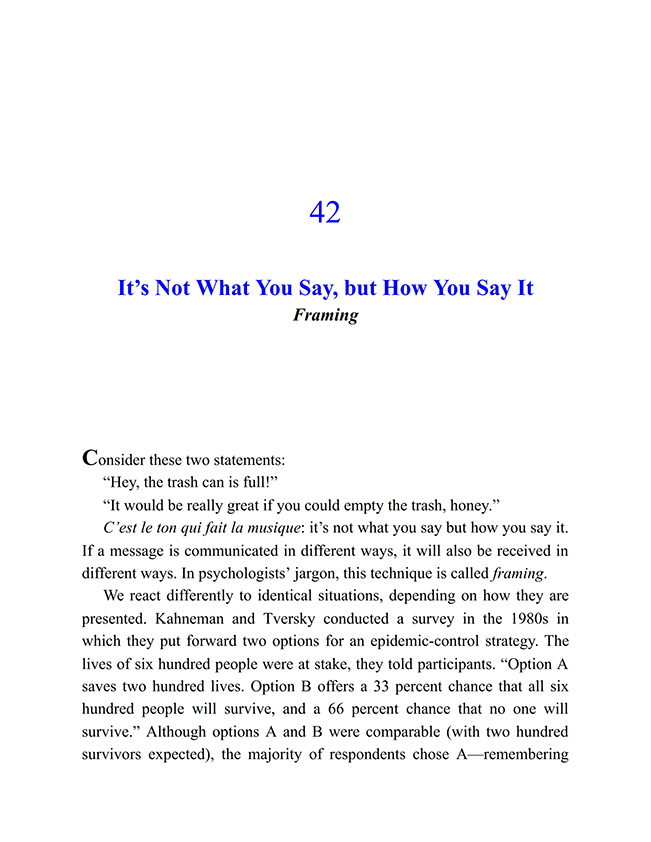 42
It’s Not What You Say, but How You Say It
Framing
Consider these two statements:
“Hey, the trash can is full!”
“It would be really great if you could empty the trash, honey.”
C’est le ton qui fait la musique: it’s not what you say but how you say it.
If a message is communicated in different ways, it will also be received in
different ways. In psychologists’ jargon, this technique is called framing.
We react differently to identical situations, depending on how they are
presented. Kahneman and Tversky conducted a survey in the 1980s in
which they put forward two options for an epidemic-control strategy. The
lives of six hundred people were at stake, they told participants. “Option A
saves two hundred lives. Option B offers a 33 percent chance that all six
hundred people will survive, and a 66 percent chance that no one will
survive.” Although options A and B were comparable (with two hundred
survivors expected), the majority of respondents chose A—remembering